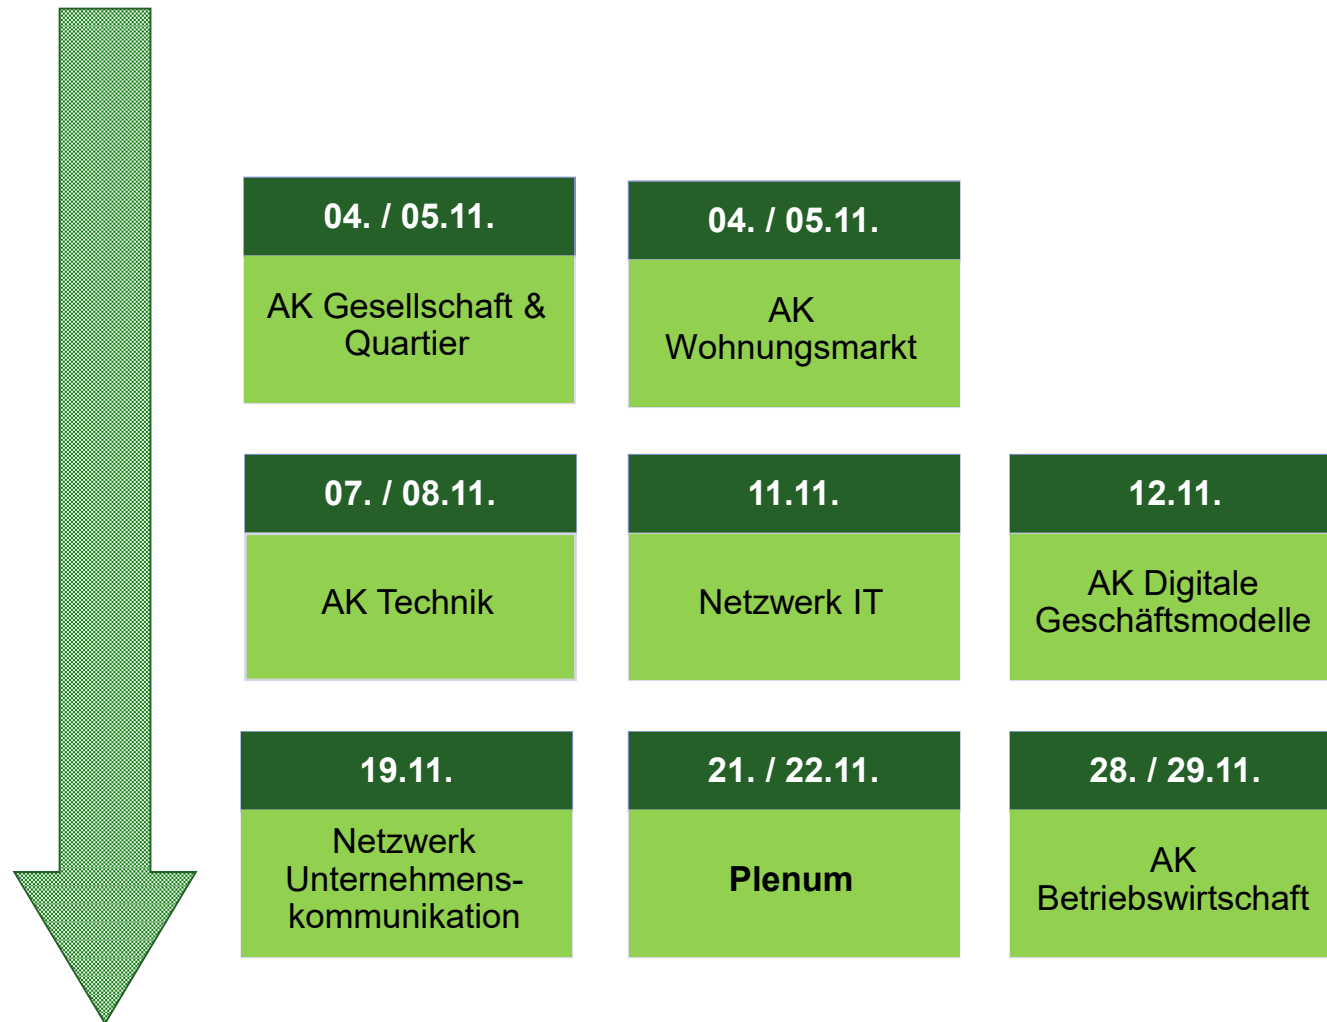 04. / 05.11.
AK Gesellschaft &
Quartier
04. / 05.11.
AK
Wohnungsmarkt
07. / 08.11.
AK Technik
11.11.
Netzwerk IT
12.11.
AK Digitale
Geschäftsmodelle
19.11.
Netzwerk
Unternehmens-
kommunikation
21. / 22.11.
Plenum
28. / 29.11.
AK
Betriebswirtschaft